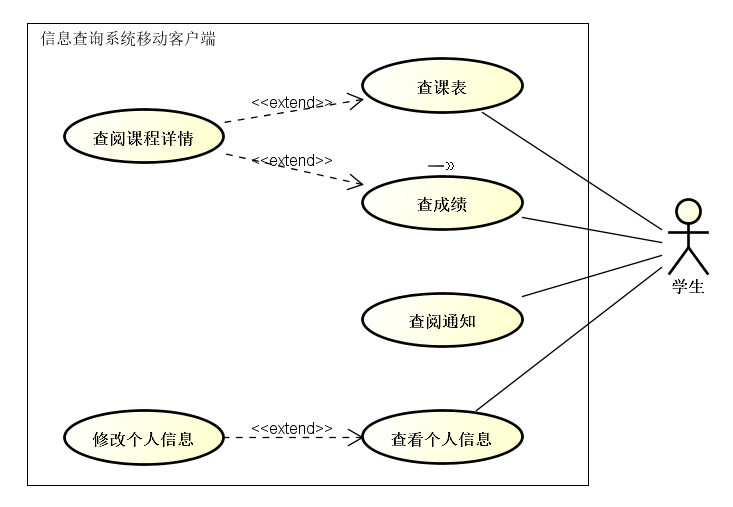 信息查询系统移动客户端
<<extend>>
查课表
查阅课程详情
<<extend>>
查成绩
学生
查阅通知
修改个人信息
<<extend>>
查看个人信息